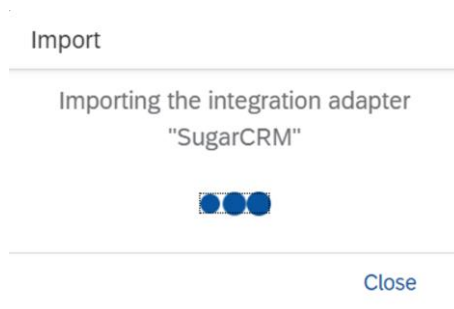 Import
Importing the integration adapter
"SugarCRM"
Close